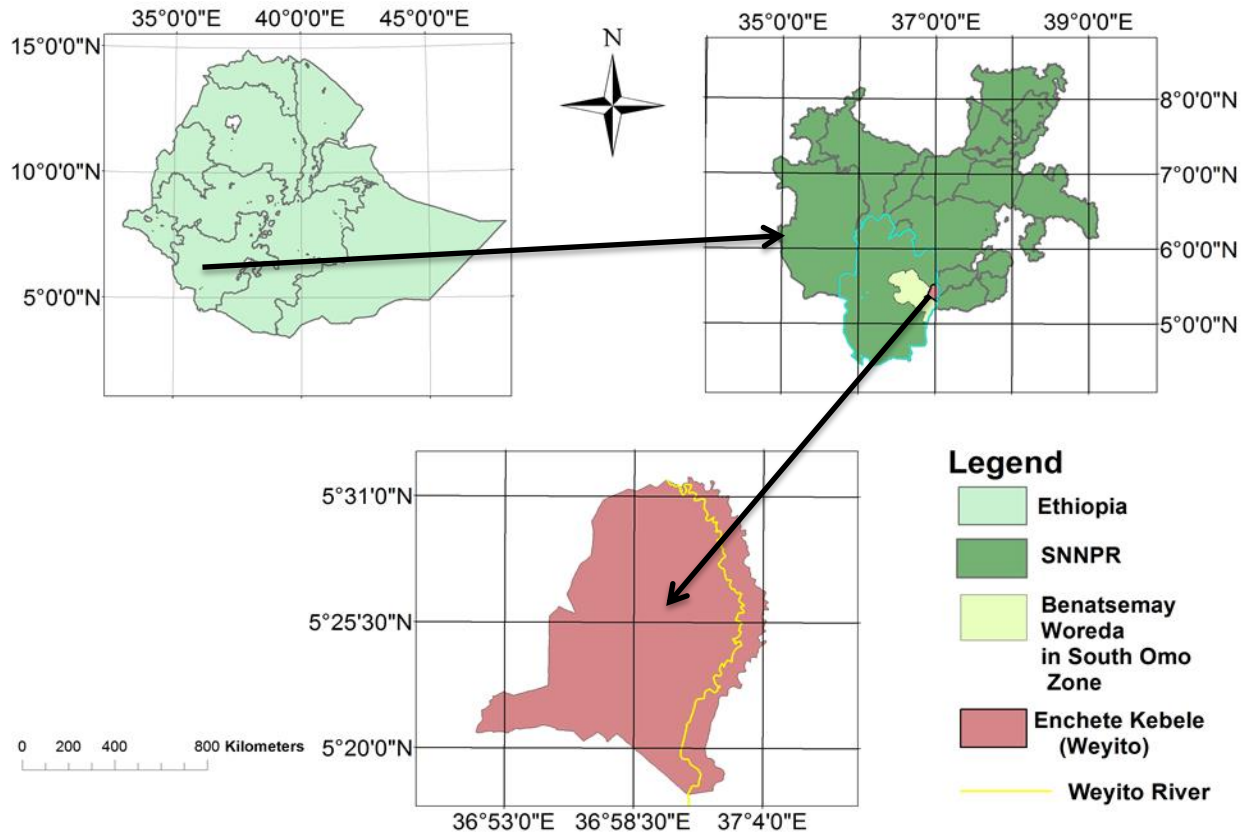 35°0'0"E 40°0'0"E 45°0'0"E
15°0'0"N
10°0'0"N
5°0'0"N
N
35°0'0"E 37°0'0"E 39°0'0"E
8°0'0"N
7°0'0"N
6°0'0"N
5°0'0"N
5°31'0"N
5°25'30"N
5°20'0"N
36°53'0"E 36°58'30"E 37°4'0"E
0 200 400 800 Kilometers
Legend
Ethiopia
SNNPR
Benatsemay
Woreda
in South Omo
Zone
Enchete Kebele
(Weyito)
Weyito River